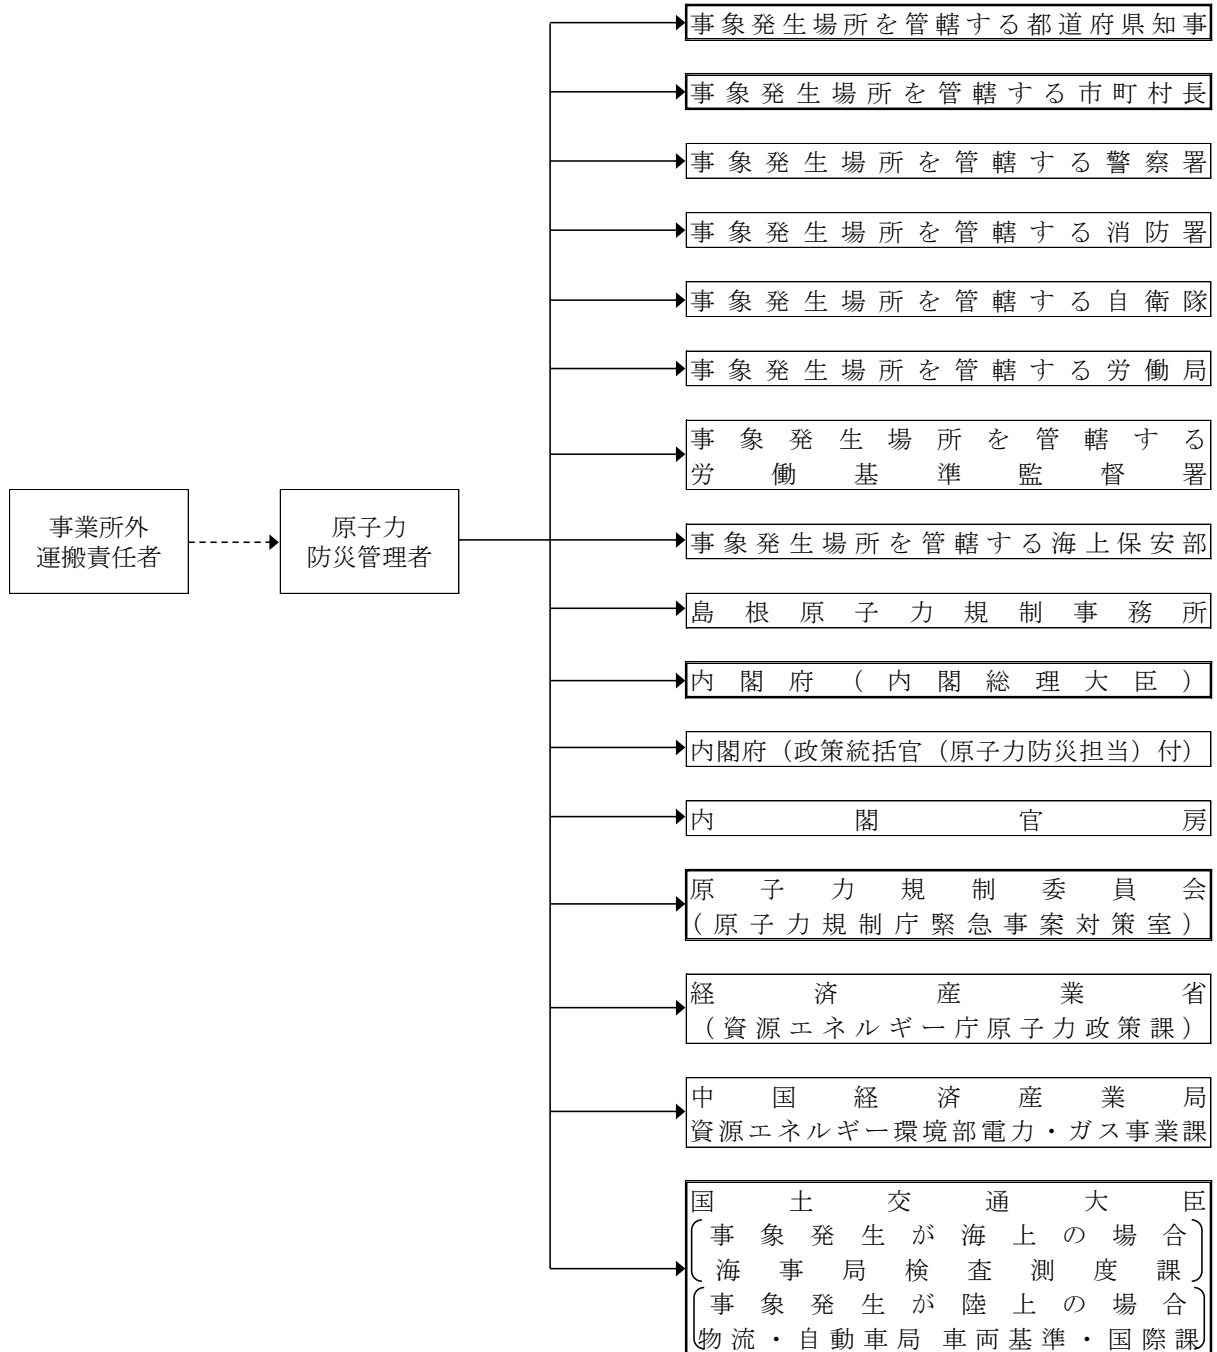 事象発生場所を管轄する都道府県知事
事象発生場所を管轄する市町村長
事象発生場所を管轄する警察署
事象発生場所を管轄する消防署
事象発生場所を管轄する自衛隊
事象発生場所を管轄する労働局
事象発生場所を管轄する
労働基準監督署
事業所外
運搬責任者
原子力
防災管理者
事象発生場所を管轄する海上保安部
島根原子力規制事務所
内閣府(内閣総理大臣)
内閣府(政策統括官(原子力防災担当)付)
内閣官房
原子力規制委員会
(原子力規制庁緊急事案対策室)
経済産業省
(資源エネルギー庁原子力政策課)
中国経済産業局
資源エネルギー環境部電力・ガス事業課
国土交通大臣
事象発生が海上の場合
海事局検査測度課
事象発生が陸上の場合
物流・自動車局 車両基準・国際課